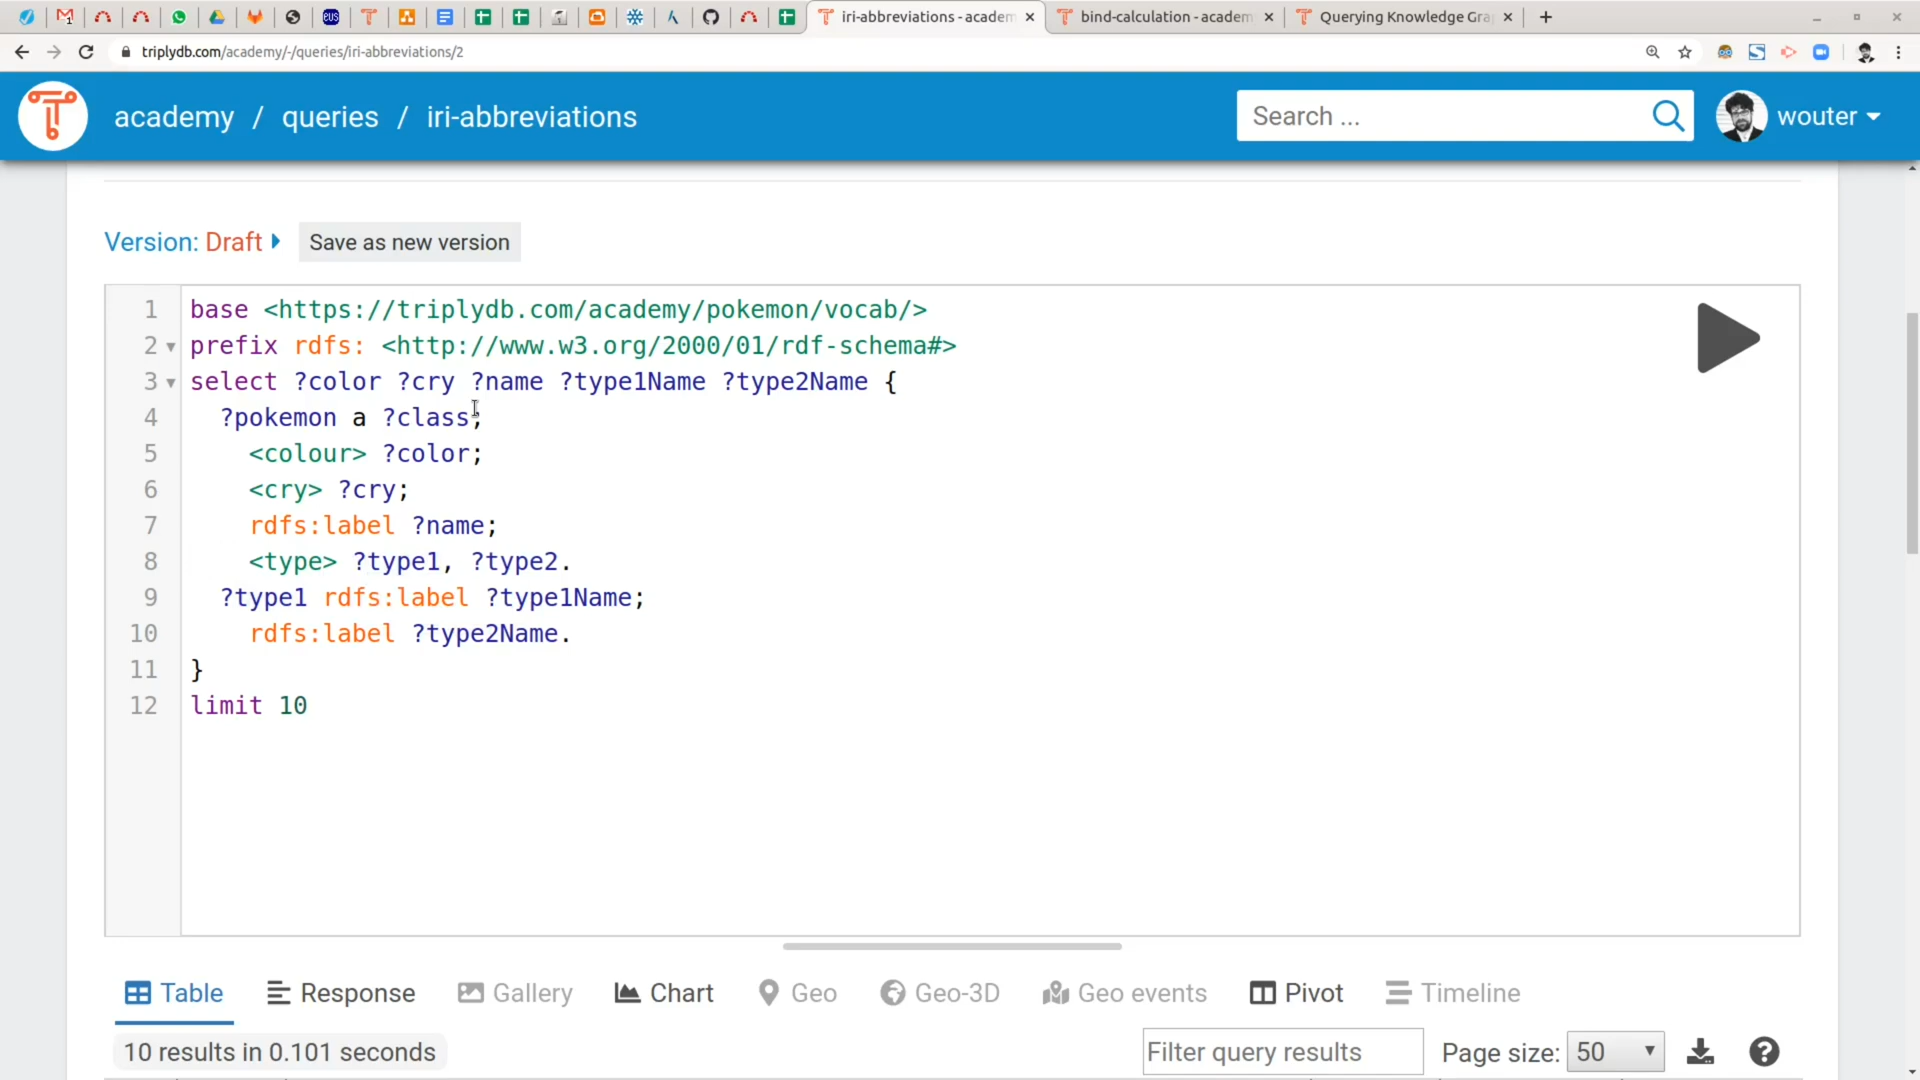 iri-abbreviations - academ
bind-calculation - academ
Querying Knowledge Gra
triplydb.com/academy/-/queries/iri-abbreviations/2
academy / queries / iri-abbreviations
Search ...
wouter
Version: Draft
Save as new version
1 base <https://triplydb.com/academy/pokemon/vocab/>
2 prefix rdfs: <http://www.w3.org/2000/01/rdf-schema#>
3 select ?color ?cry ?name ?type1Name ?type2Name {
4 ?pokemon a ?class;
5 <colour> ?color;
6 <cry> ?cry;
7 rdfs:label ?name;
8 <type> ?type1, ?type2.
9 ?type1 rdfs:label ?type1Name;
10 rdfs:label ?type2Name.
11 }
12 limit 10
Table Response Gallery Chart Geo Geo-3D Geo events Pivot Timeline
10 results in 0.101 seconds
Filter query results
Page size: 50